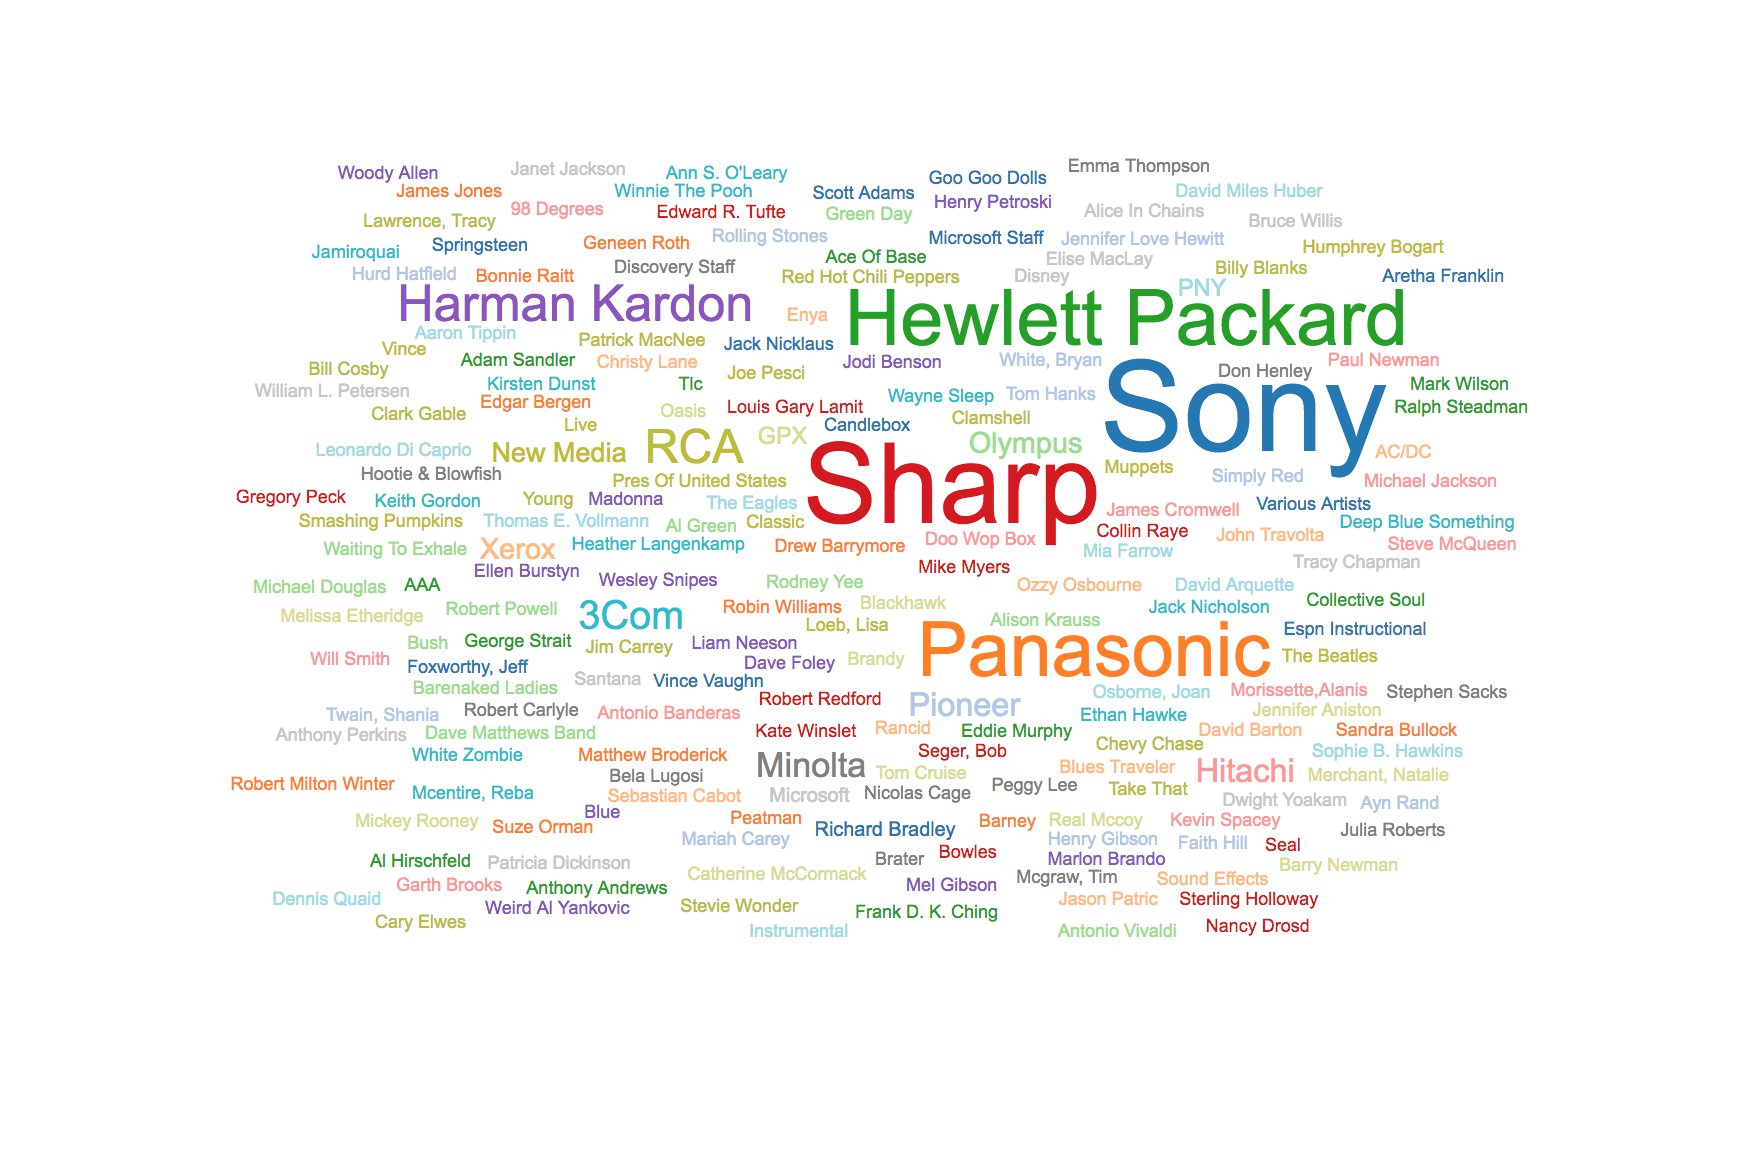 Woody Allen
Janet Jackson
Ann S. O'Leary
Goo Goo Dolls
Emma Thompson
James Jones
Winnie The Pooh
Scott Adams
Henry Petroski
David Miles Huber
Lawrence, Tracy
98 Degrees
Edward R. Tufte
Green Day
Alice In Chains
Bruce Willis
Jamiroquai
Springsteen
Geneen Roth
Rolling Stones
Microsoft Staff
Jennifer Love Hewitt
Humphrey Bogart
Ace Of Base
Elise MacLay
Hurd Hatfield
Bonnie Raitt
Discovery Staff
Red Hot Chili Peppers
Disney
Billy Blanks
Aretha Franklin
PNY
Harman Kardon
Enya
Hewlett Packard
Aaron Tippin
Patrick MacNee
Jack Nicklaus
Vince
Adam Sandler
Christy Lane
Jodi Benson
White, Bryan
Paul Newman
Bill Cosby
Joe Pesci
Don Henley
William L. Petersen
Kirsten Dunst
Tlc
Wayne Sleep
Tom Hanks
Sony
Mark Wilson
Edgar Bergen
Clark Gable
Oasis
Louis Gary Lamit
Clamshell
Ralph Steadman
Live
Candlebox
Leonardo Di Caprio
New Media
RCA
GPX
Olympus
AC/DC
Hootie & Blowfish
Pres Of United States
Sharp
Muppets
Simply Red
Michael Jackson
Gregory Peck
Keith Gordon
Young
Madonna
The Eagles
James Cromwell
Various Artists
Smashing Pumpkins
Thomas E. Vollmann
Al Green
Classic
Collin Raye
Deep Blue Something
Waiting To Exhale
Xerox
Heather Langenkamp
Drew Barrymore
Doo Wop Box
Mia Farrow
John Travolta
Steve McQueen
Ellen Burstyn
Wesley Snipes
Mike Myers
Tracy Chapman
Michael Douglas
AAA
Rodney Yee
Ozzy Osbourne
David Arquette
Melissa Etheridge
Robert Powell
3Com
Robin Williams
Blackhawk
Jack Nicholson
Collective Soul
Loeb, Lisa
Alison Krauss
Bush
George Strait
Jim Carrey
Liam Neeson
Panasonic
Espn Instructional
Will Smith
Foxworthy, Jeff
Dave Foley
Brandy
The Beatles
Santana
Vince Vaughn
Barenaked Ladies
Robert Redford
Pioneer
Osborne, Joan
Morissette,Alanis
Stephen Sacks
Twain, Shania
Robert Carlyle
Antonio Banderas
Ethan Hawke
Jennifer Aniston
Anthony Perkins
Dave Matthews Band
Kate Winslet
Rancid
Eddie Murphy
David Barton
Sandra Bullock
White Zombie
Matthew Broderick
Seger, Bob
Chevy Chase
Sophie B. Hawkins
Minolta
Tom Cruise
Blues Traveler
Hitachi
Merchant, Natalie
Robert Milton Winter
Bela Lugosi
Peggy Lee
Mcentire, Reba
Sebastian Cabot
Microsoft
Nicolas Cage
Take That
Dwight Yoakam
Ayn Rand
Blue
Mickey Rooney
Suze Orman
Peatman
Barney
Real Mccoy
Kevin Spacey
Julia Roberts
Mariah Carey
Richard Bradley
Henry Gibson
Faith Hill
Seal
Al Hirschfeld
Patricia Dickinson
Brater
Bowles
Marlon Brando
Barry Newman
Catherine McCormack
Mcgraw, Tim
Sound Effects
Garth Brooks
Anthony Andrews
Mel Gibson
Dennis Quaid
Jason Patric
Sterling Holloway
Weird Al Yankovic
Stevie Wonder
Frank D. K. Ching
Cary Elwes
Instrumental
Antonio Vivaldi
Nancy Drosd